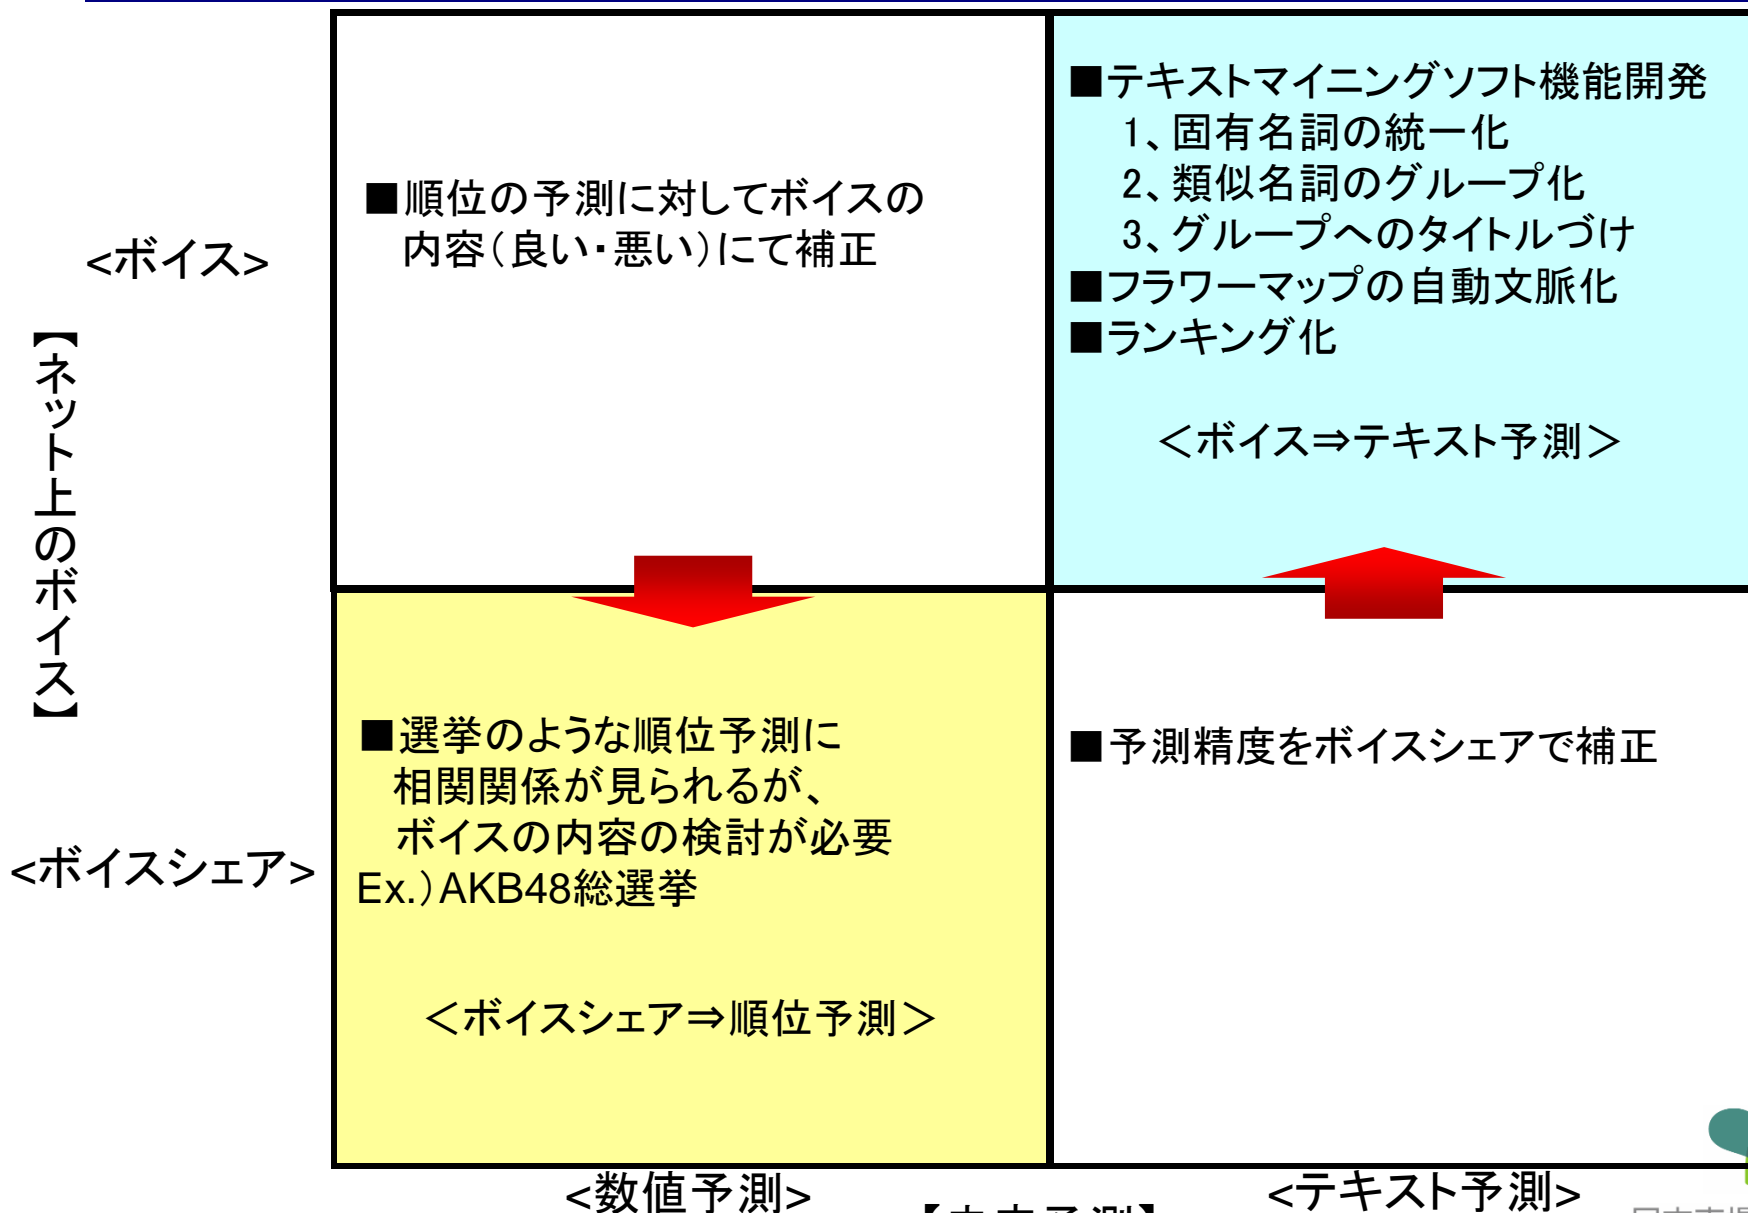 ■順位の予測に対してボイスの
内容（良い・悪い）にて補正
■テキストマイニングソフト機能開発
1、固有名詞の統一化
2、類似名詞のグループ化
3、グループへのタイトルづけ
■フラワーマップの自動文脈化
■ランキング化
＜ボイス⇒テキスト予測＞
<ボイス>
【ネット上のボイス】
■選挙のような順位予測に
相関関係が見られるが、
ボイスの内容の検討が必要
Ex.）AKB48総選挙
＜ボイスシェア⇒順位予測＞
■予測精度をボイスシェアで補正
<ボイスシェア>
<数値予測>
<テキスト予測>